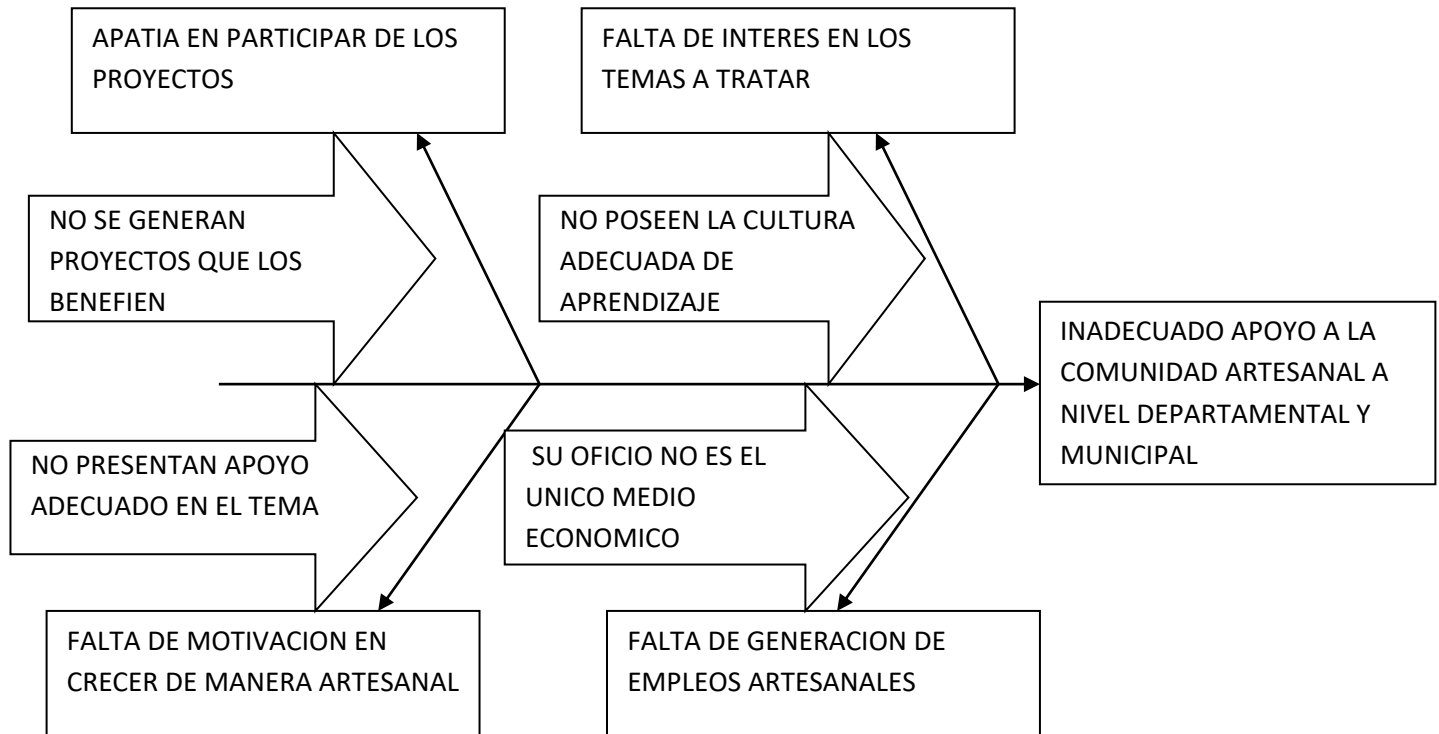 APATIA EN PARTICIPAR DE LOS
PROYECTOS
FALTA DE INTERES EN LOS
TEMAS A TRATAR
NO SE GENERAN
PROYECTOS QUE LOS
BENEFIEN
NO POSEEN LA CULTURA
ADECUADA DE
APRENDIZAJE
INADECUADO APOYO A LA
COMUNIDAD ARTESANAL A
NIVEL DEPARTAMENTAL Y
MUNICIPAL
NO PRESENTAN APOYO
ADECUADO EN EL TEMA
SU OFICIO NO ES EL
UNICO MEDIO
ECONOMICO
FALTA DE MOTIVACION EN
CRECER DE MANERA ARTESANAL
FALTA DE GENERACION DE
EMPLEOS ARTESANALES